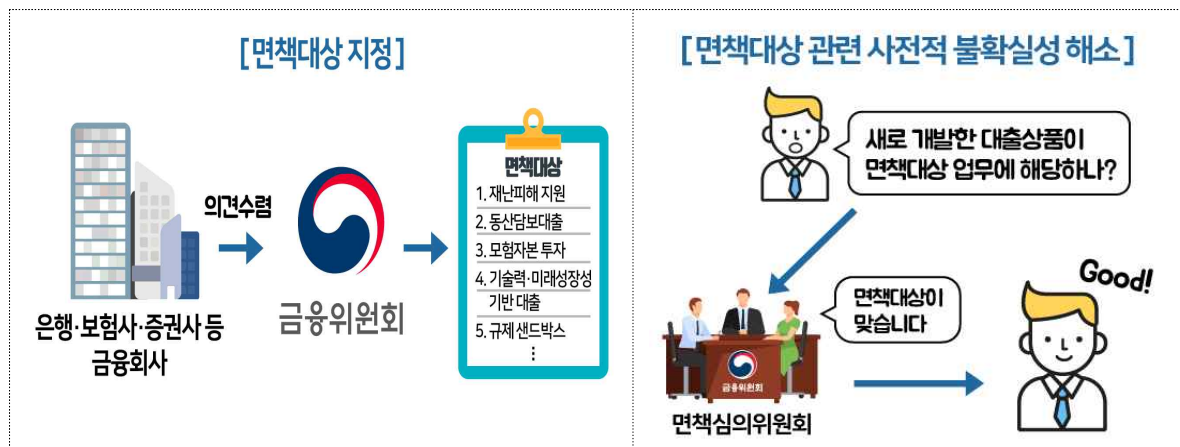 [면책대상 지정]
은행·보험사·증권사 등
금융회사
의견수렴
금융위원회
면책대상
1. 재난피해 지원
2. 동산담보대출
3. 모험자본 투자
4. 기술력·미래성장성
기반 대출
5. 규제 샌드박스
⋮
[면책대상 관련 사전적 불확실성 해소]
새로 개발한 대출상품이
면책대상 업무에 해당하나?
면책대상이
맞습니다
금융위원회
면책심의위원회
Good!